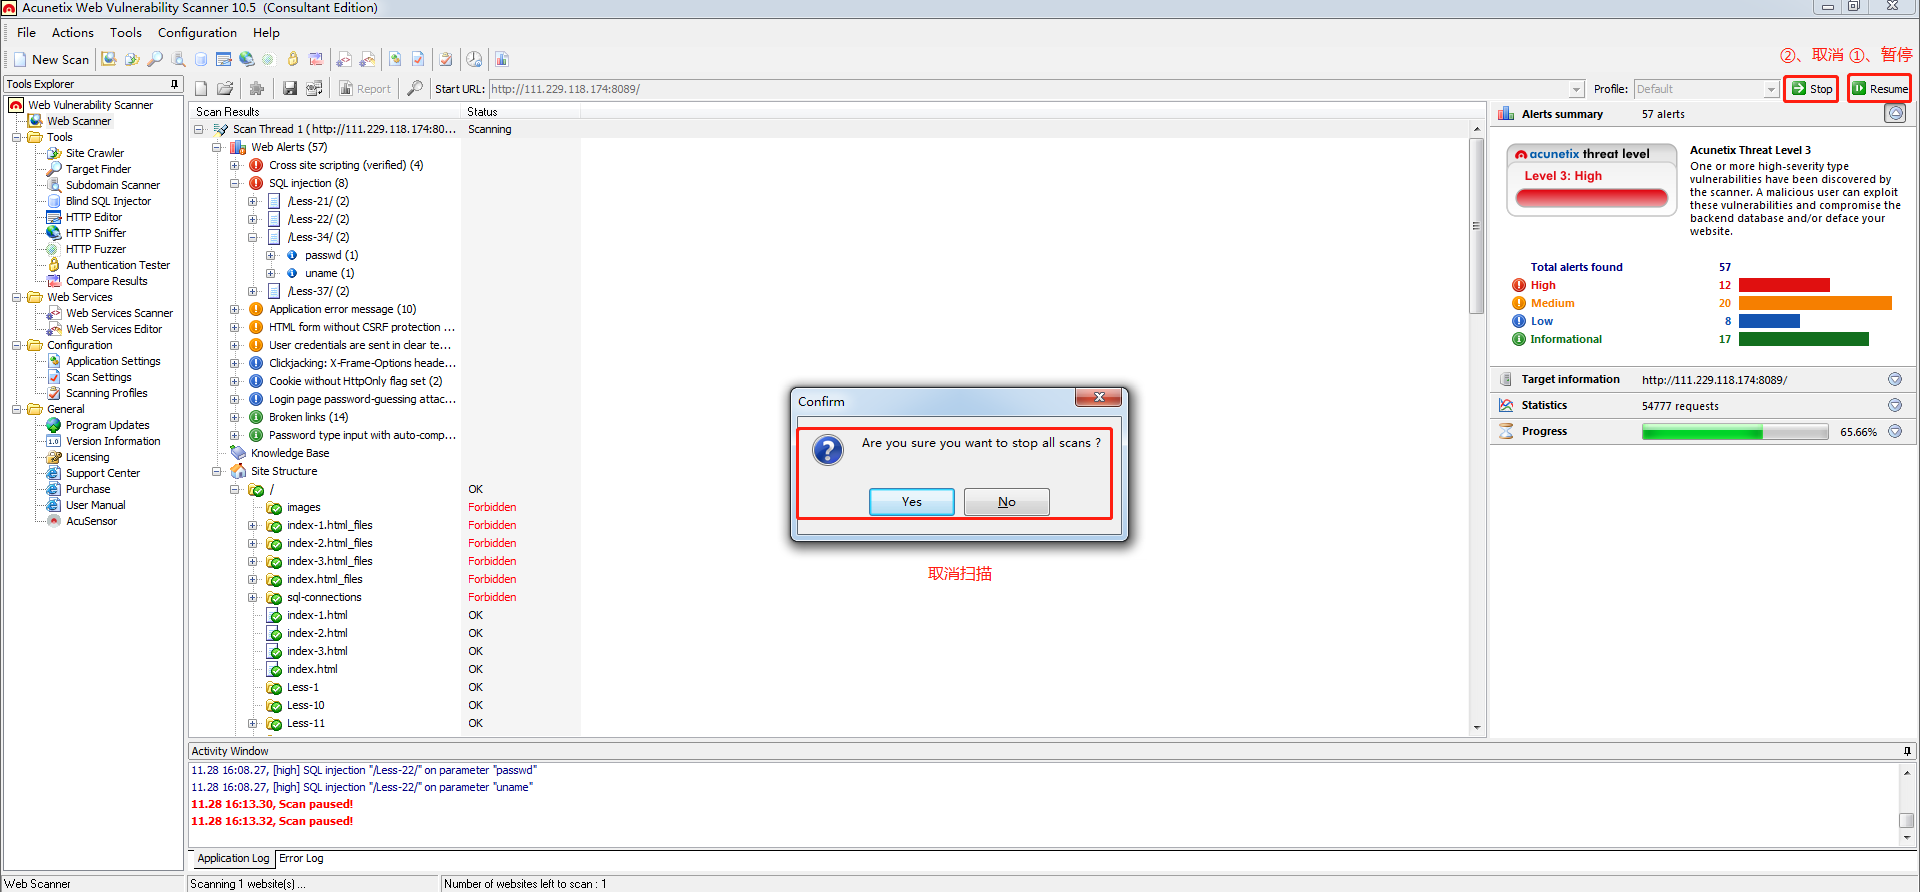 Acunetix Web Vulnerability Scanner 10.5 (Consultant Edition)
File Actions Tools Configuration Help
New Scan
②、取消 ①、暂停
Tools Explorer
Report
Start URL: http://111.229.118.174:8089/
Profile: Default
Stop
Resume
Web Vulnerability Scanner
Web Scanner
Tools
Site Crawler
Target Finder
Subdomain Scanner
Blind SQL Injector
HTTP Editor
HTTP Sniffer
HTTP Fuzzer
Authentication Tester
Compare Results
Web Services
Web Services Scanner
Web Services Editor
Configuration
Application Settings
Scan Settings
Scanning Profiles
General
Program Updates
Version Information
Licensing
Support Center
Purchase
User Manual
AcuSensor
Scan Results Status
Scan Thread 1 ( http://111.229.118.174:80... Scanning
Web Alerts (57)
Cross site scripting (verified) (4)
SQL injection (8)
/Less-21/ (2)
/Less-22/ (2)
/Less-34/ (2)
passwd (1)
uname (1)
/Less-37/ (2)
Application error message (10)
HTML form without CSRF protection ...
User credentials are sent in clear te...
Clickjacking: X-Frame-Options heade...
Cookie without HttpOnly flag set (2)
Login page password-guessing attac...
Broken links (14)
Password type input with auto-comp...
Knowledge Base
Site Structure
/ OK
images Forbidden
index-1.html_files Forbidden
index-2.html_files Forbidden
index-3.html_files Forbidden
index.html_files Forbidden
sql-connections Forbidden
index-1.html OK
index-2.html OK
index-3.html OK
index.html OK
Less-1 OK
Less-10 OK
Less-11 OK
Confirm
Are you sure you want to stop all scans ?
Yes No
取消扫描
Alerts summary 57 alerts
acunetix threat level
Level 3: High
Acunetix Threat Level 3
One or more high-severity type
vulnerabilities have been discovered by
the scanner. A malicious user can exploit
these vulnerabilities and compromise the
backend database and/or deface your
website.
Total alerts found 57
High 12
Medium 20
Low 8
Informational 17
Target information http://111.229.118.174:8089/
Statistics 54777 requests
Progress 65.66%
Activity Window
11.28 16:08.27, [high] SQL injection "/Less-22/" on parameter "passwd"
11.28 16:08.27, [high] SQL injection "/Less-22/" on parameter "uname"
11.28 16:13.30, Scan paused!
11.28 16:13.32, Scan paused!
Application Log Error Log
Web Scanner Scanning 1 website(s) ... Number of websites left to scan : 1